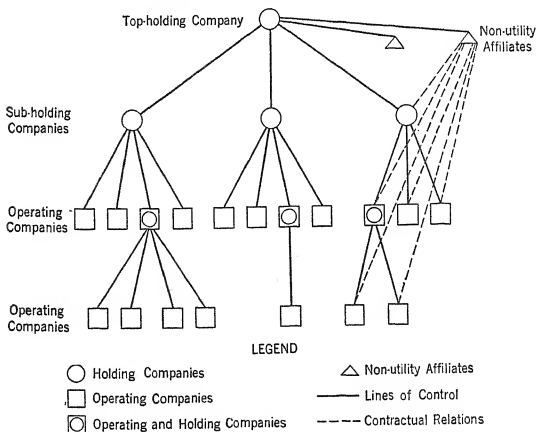 Top-holding Company
Non-utility
Affiliates
Sub-holding
Companies
Operating
Companies
Operating
Companies
LEGEND
Holding Companies
Operating Companies
Operating and Holding Companies
Non-utility Affiliates
Lines of Control
Contractual Relations